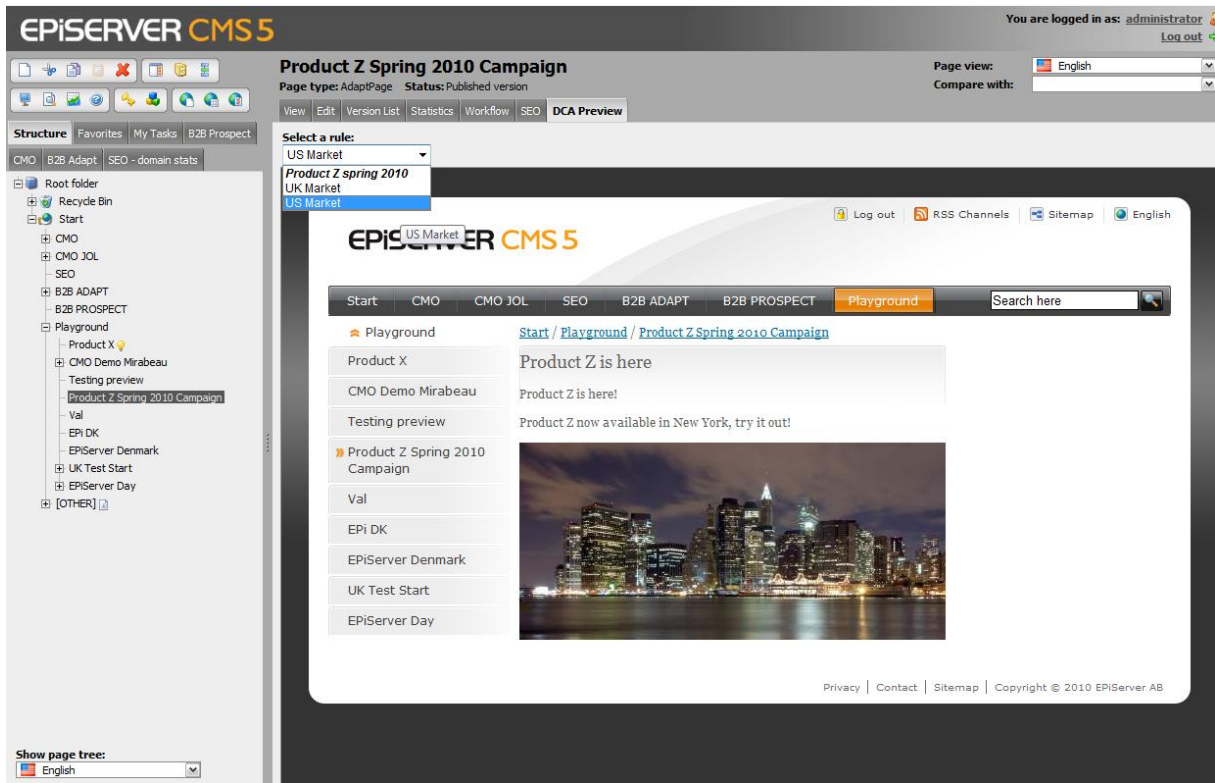 EPiSERVER CMS 5
You are logged in as: administrator
Log out
Product Z Spring 2010 Campaign
Page type: AdaptPage Status: Published version
Page view: English
Compare with:
View Edit Version List Statistics Workflow SEO DCA Preview
Structure Favorites My Tasks B2B Prospect
CMO B2B Adapt SEO - domain stats
Root folder
Recycle Bin
Start
CMO
CMO JOL
SEO
B2B ADAPT
B2B PROSPECT
Playground
Product X
CMO Demo Mirabeau
Testing preview
Product Z Spring 2010 Campaign
Val
EPi DK
EPiServer Denmark
UK Test Start
EPiServer Day
[OTHER]
Show page tree:
English
Select a rule:
US Market
Product Z spring 2010
UK Market
US Market
US Market
Log out RSS Channels Sitemap English
EPiSERVER CMS 5
Start CMO CMO JOL SEO B2B ADAPT B2B PROSPECT Playground Search here
Playground
Product X
CMO Demo Mirabeau
Testing preview
Product Z Spring 2010
Campaign
Val
EPi DK
EPiServer Denmark
UK Test Start
EPiServer Day
Start / Playground / Product Z Spring 2010 Campaign
Product Z is here
Product Z is here!
Product Z now available in New York, try it out!
Privacy | Contact | Sitemap | Copyright © 2010 EPiServer AB